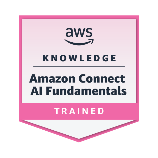 aws
KNOWLEDGE
Amazon Connect
AI Fundamentals
TRAINED